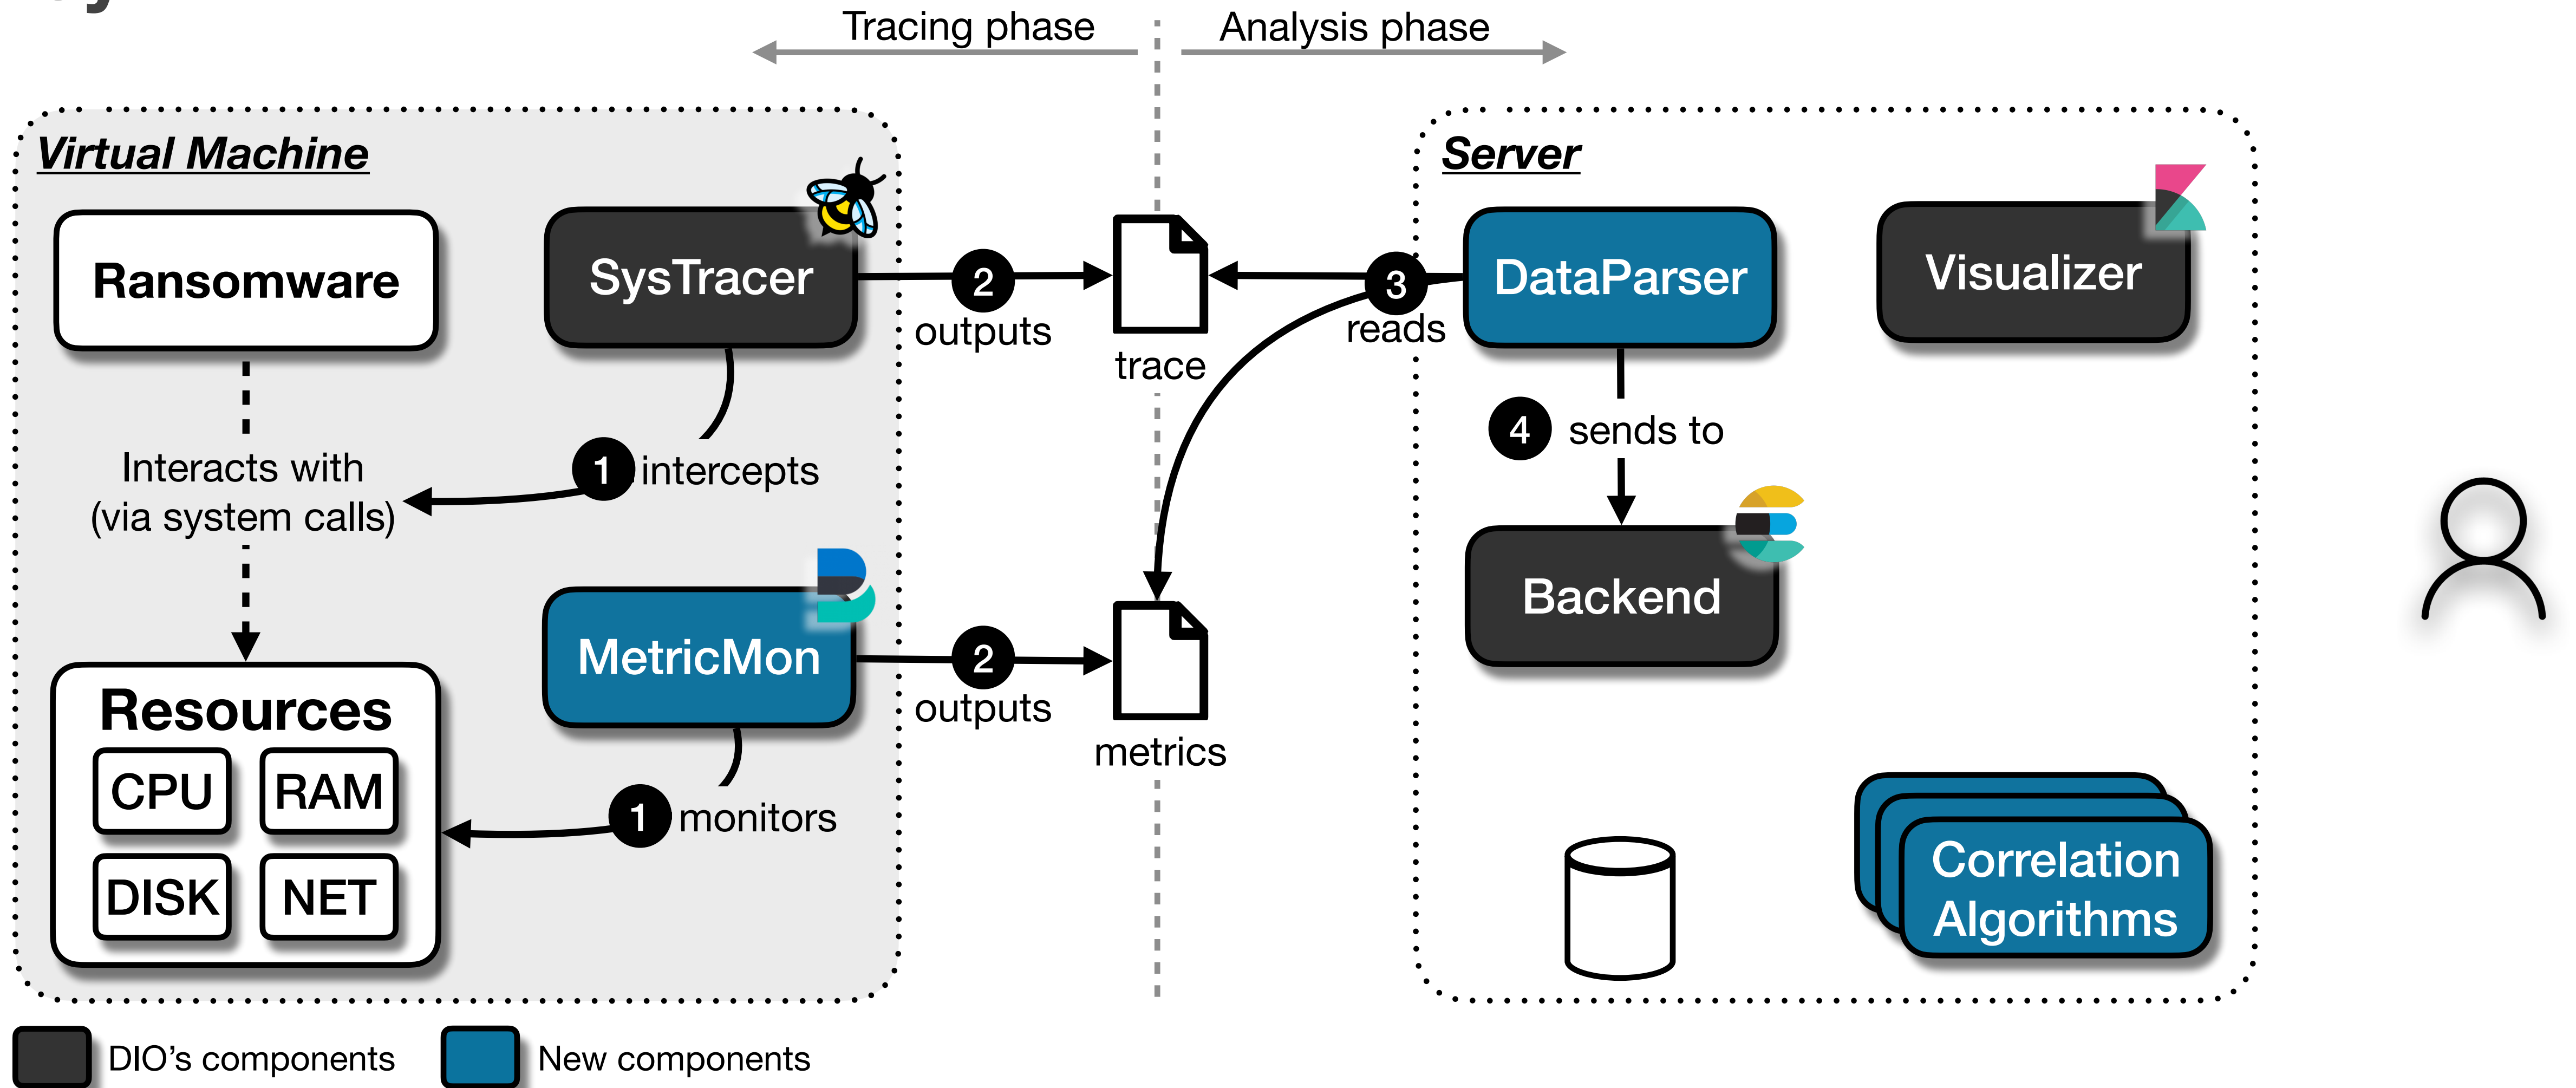 Tracing phase
Analysis phase
Virtual Machine
Server
Ransomware
SysTracer
2
outputs
trace
3
reads
DataParser
Visualizer
Interacts with
(via system calls)
1 intercepts
4 sends to
Backend
MetricMon
2
outputs
metrics
Resources
CPU
RAM
DISK
NET
1 monitors
Correlation
Algorithms
DIO's components
New components